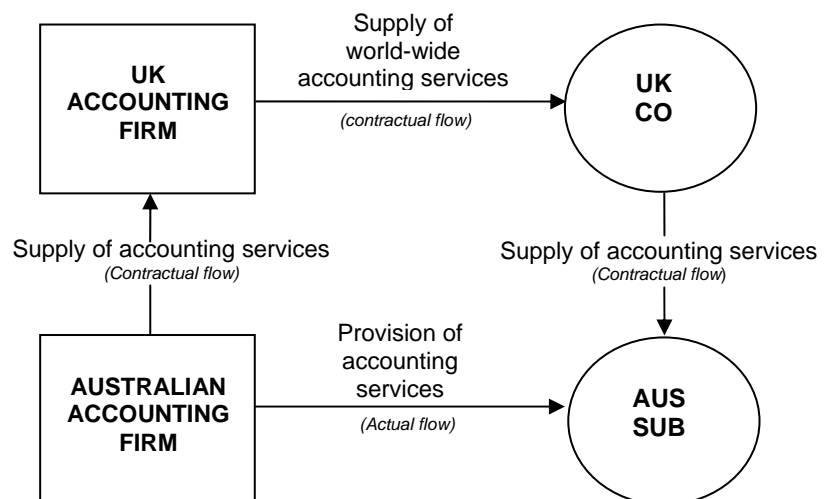 UK
ACCOUNTING
FIRM
Supply of
world-wide
accounting services
(contractual flow)
UK
CO
Supply of accounting services
(Contractual flow)
Supply of accounting services
(Contractual flow)
AUSTRALIAN
ACCOUNTING
FIRM
Provision of
accounting
services
(Actual flow)
AUS
SUB